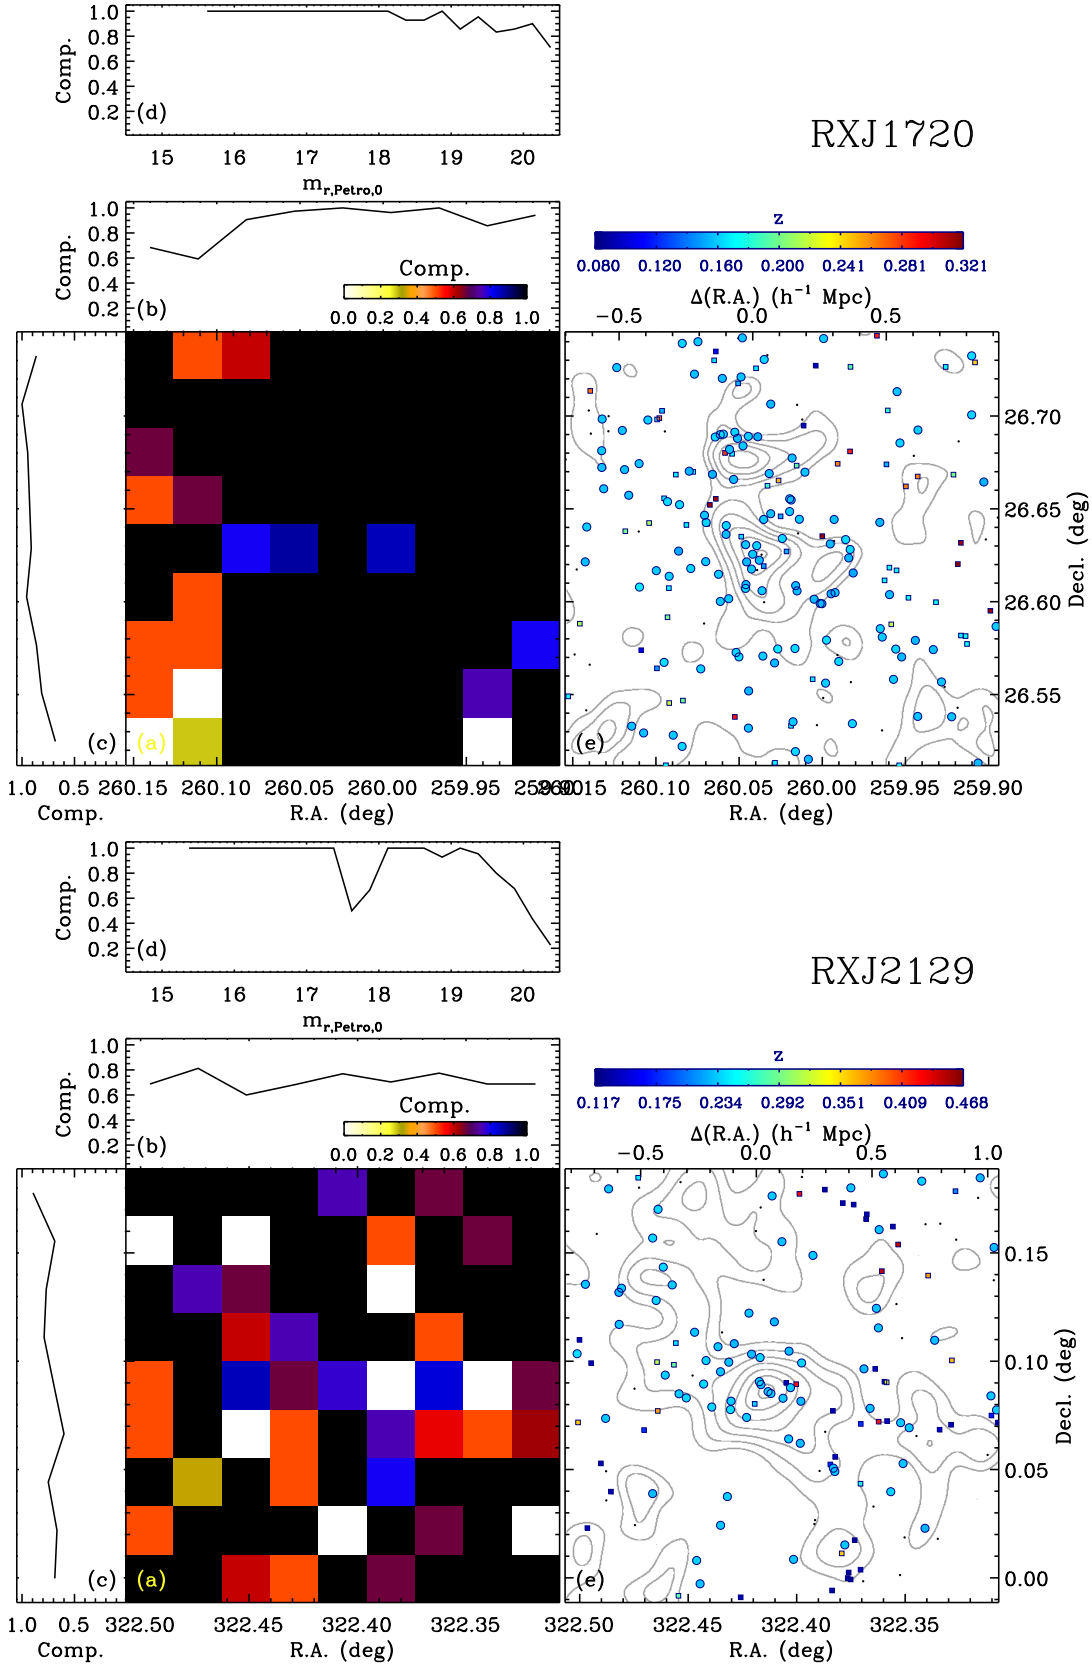 1.0
0.8
0.6
0.4
0.2
Comp.
(d)
15 16 17 18 19 20
m_r,Petro,0
RXJ1720
1.0
0.8
0.6
0.4
0.2
Comp.
(b)
Comp.
0.0 0.2 0.4 0.6 0.8 1.0
z
0.080 0.120 0.160 0.200 0.241 0.281 0.321
Δ(R.A.) (h⁻¹ Mpc)
−0.5 0.0 0.5
26.70
26.65
26.60
26.55
Decl. (deg)
(c) (a) (e)
1.0 0.5
Comp.
260.15 260.10 260.05 260.00 259.95 259.90
R.A. (deg)
260.15 260.10 260.05 260.00 259.95 259.90
R.A. (deg)
1.0
0.8
0.6
0.4
0.2
Comp.
(d)
15 16 17 18 19 20
m_r,Petro,0
RXJ2129
1.0
0.8
0.6
0.4
0.2
Comp.
(b)
Comp.
0.0 0.2 0.4 0.6 0.8 1.0
z
0.117 0.175 0.234 0.292 0.351 0.409 0.468
Δ(R.A.) (h⁻¹ Mpc)
−0.5 0.0 0.5 1.0
0.15
0.10
0.05
0.00
Decl. (deg)
(c) (a) (e)
1.0 0.5
Comp.
322.50 322.45 322.40 322.35
R.A. (deg)
322.50 322.45 322.40 322.35
R.A. (deg)